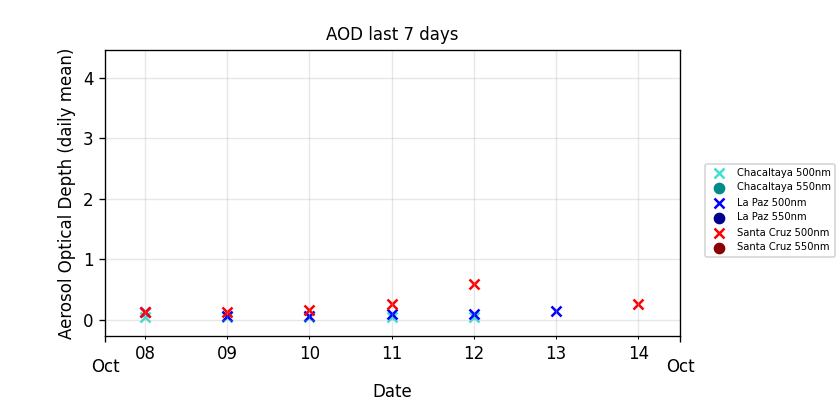 AOD last 7 days
Aerosol Optical Depth (daily mean)
4
3
2
1
0
08 09 10 11 12 13 14
Oct Oct
Date
Chacaltaya 500nm
Chacaltaya 550nm
La Paz 500nm
La Paz 550nm
Santa Cruz 500nm
Santa Cruz 550nm